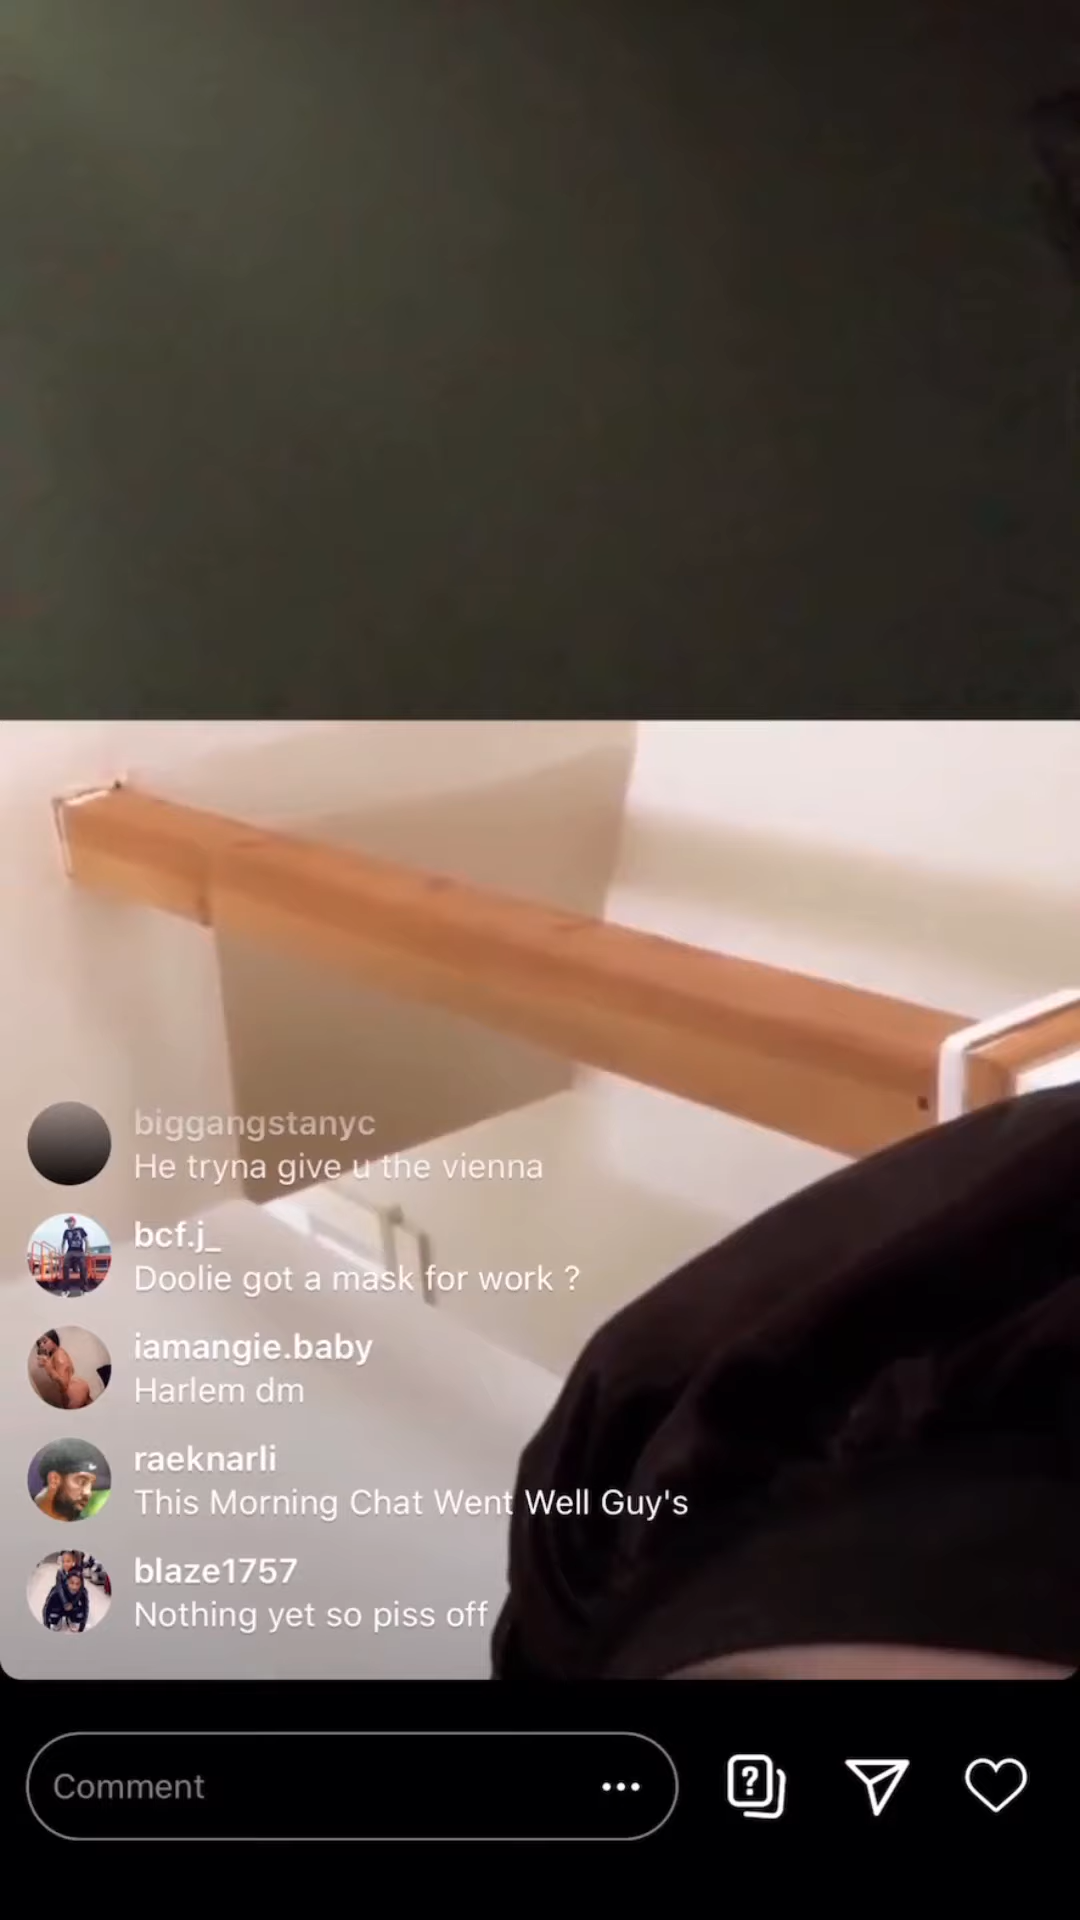 biggangstanyc
He tryna give u the vienna
bcf.j_
Doolie got a mask for work ?
iamangie.baby
Harlem dm
raeknarli
This Morning Chat Went Well Guy's
blaze1757
Nothing yet so piss off
Comment